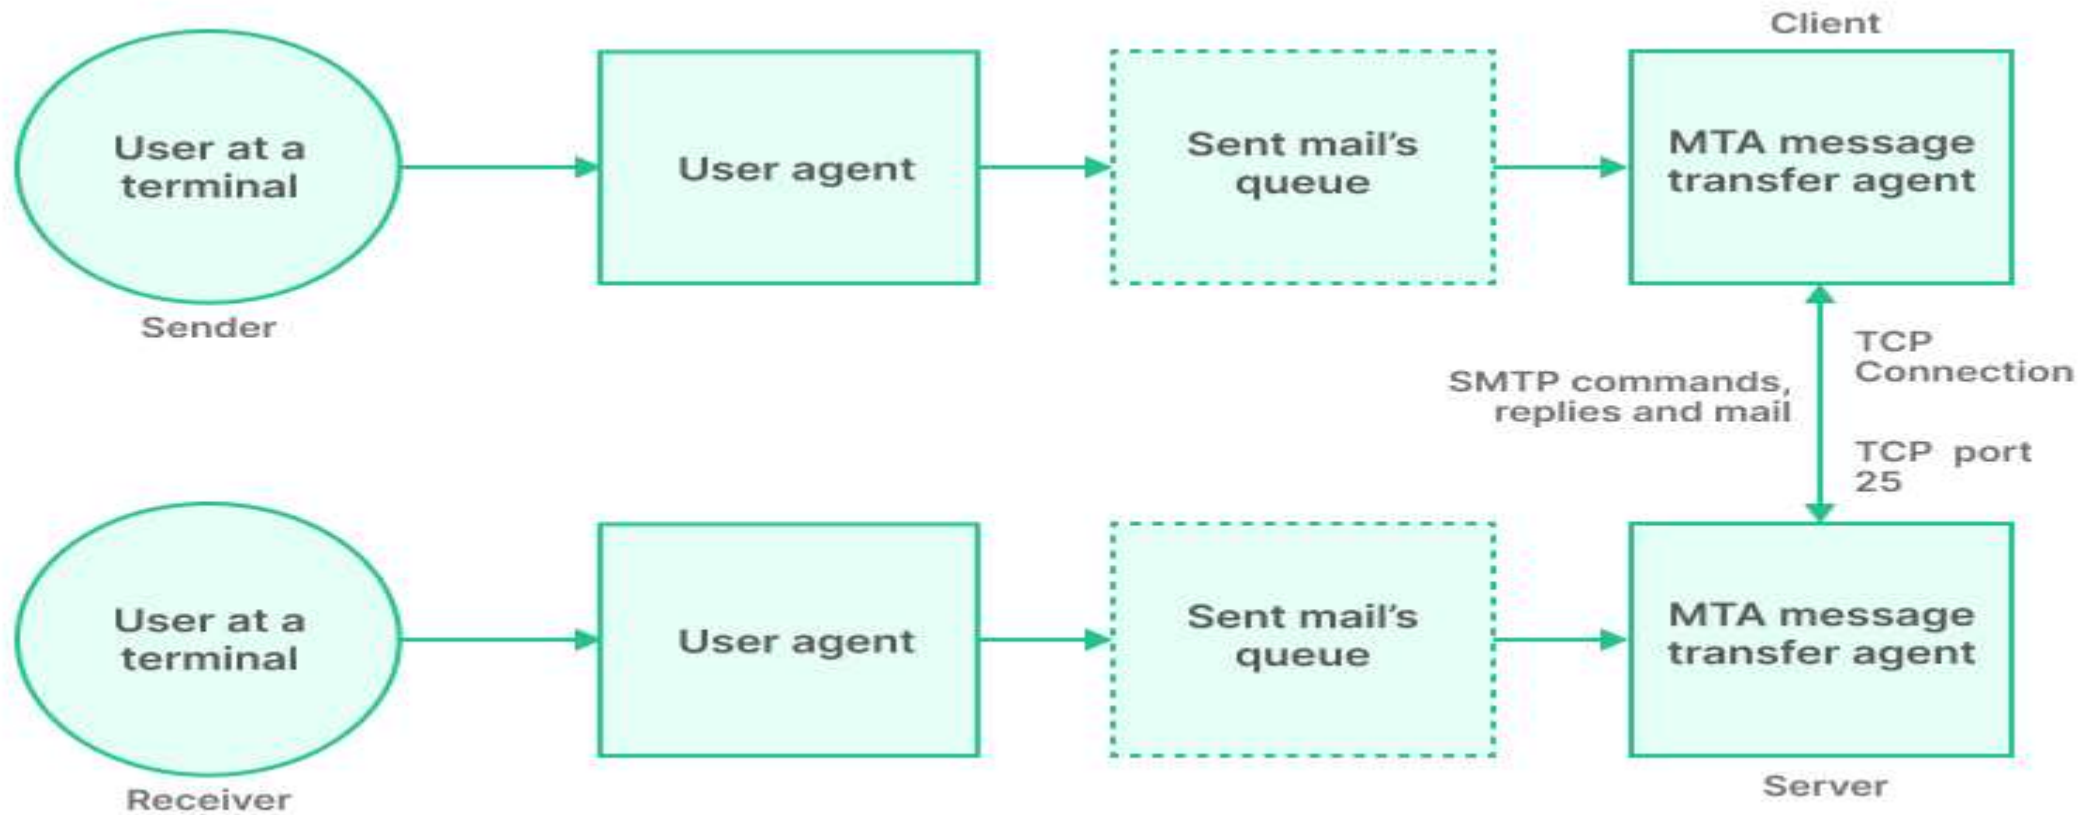 Client
User at a
terminal
User agent
Sent mail's
queue
MTA message
transfer agent
Sender
SMTP commands,
replies and mail
TCP
Connection
TCP port
25
User at a
terminal
User agent
Sent mail's
queue
MTA message
transfer agent
Receiver
Server